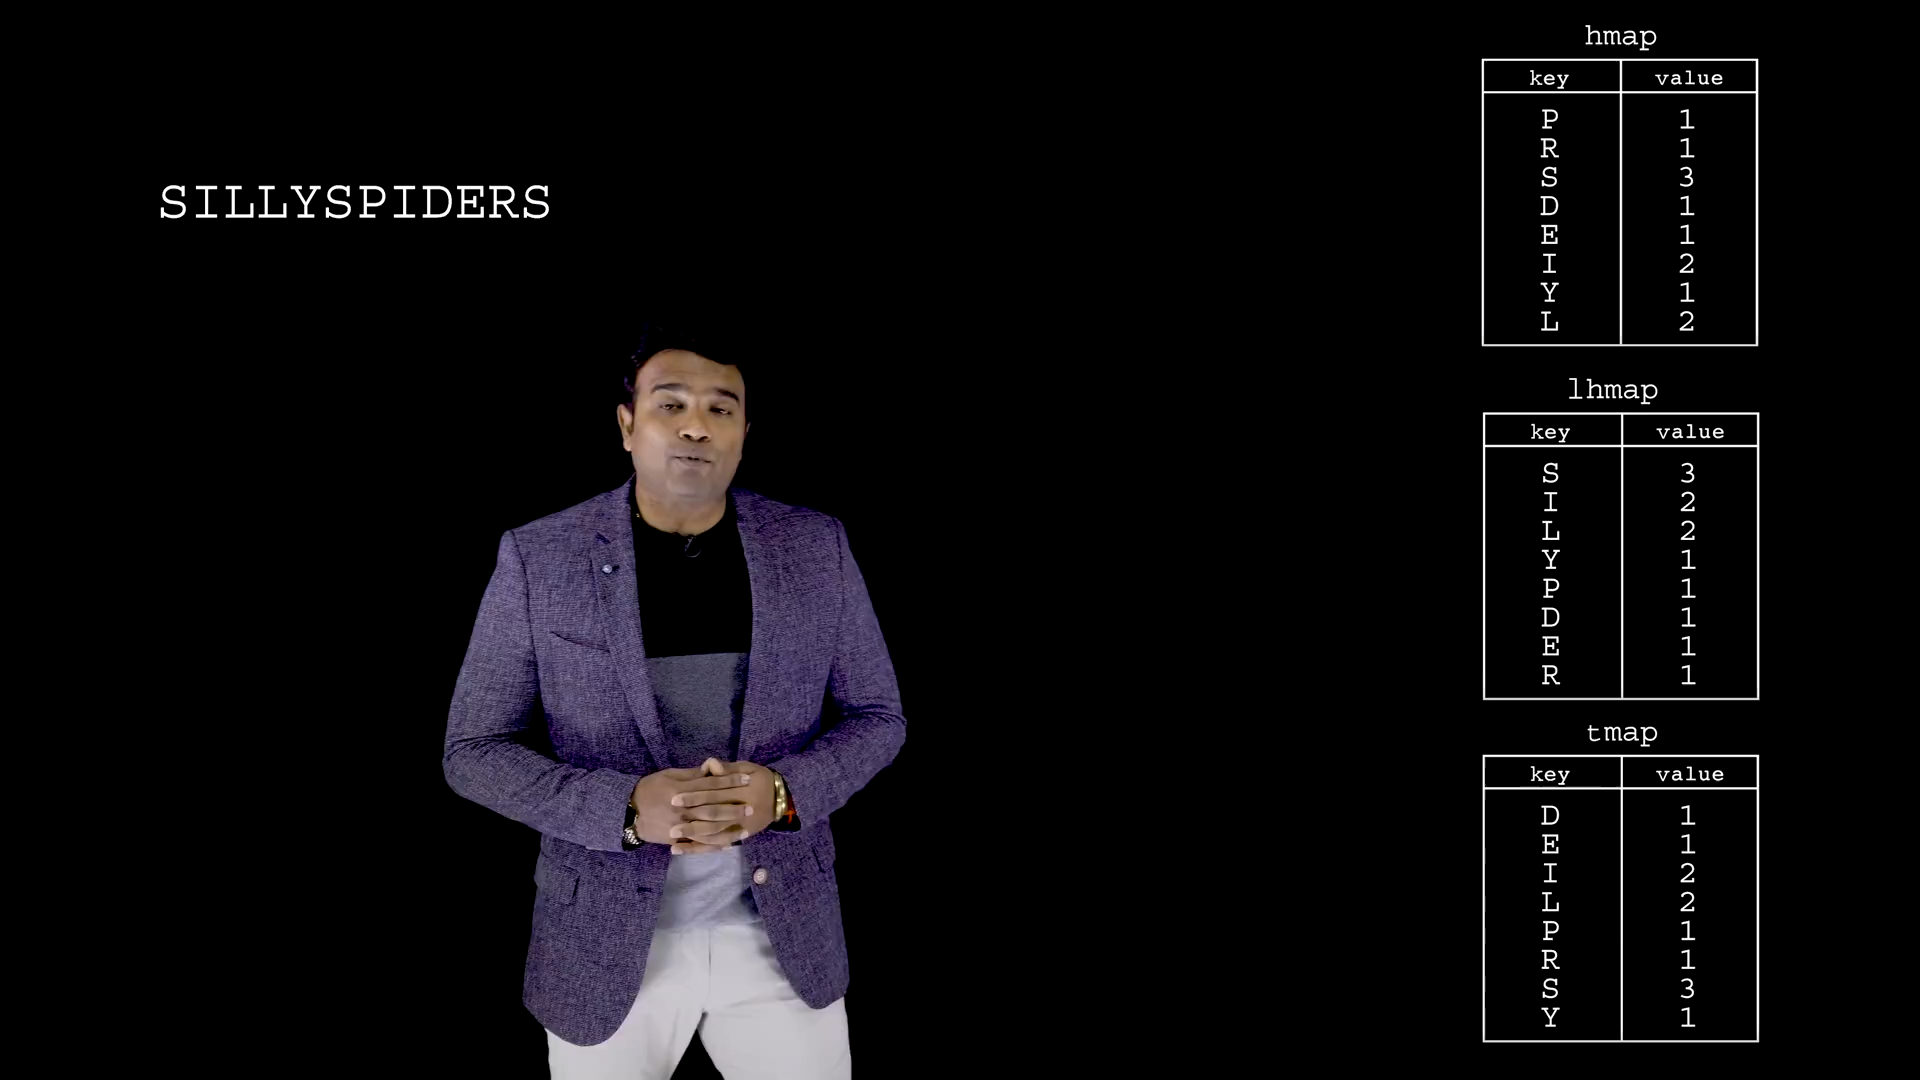 SILLYSPIDERS
hmap
key value
P 1
R 1
S 3
D 1
E 1
I 2
Y 1
L 2
lhmap
key value
S 3
I 2
L 2
Y 1
P 1
D 1
E 1
R 1
tmap
key value
D 1
E 1
I 2
L 2
P 1
R 1
S 3
Y 1